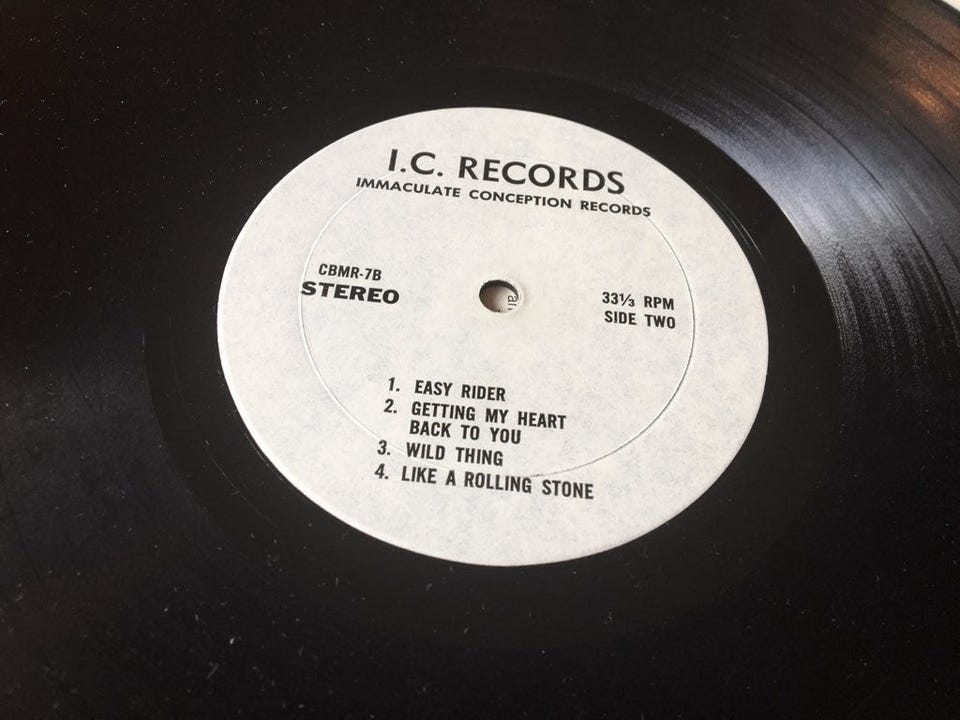 I.C. RECORDS
IMMACULATE CONCEPTION RECORDS
CBMR-7B
STEREO
33⅓ RPM
SIDE TWO
1. EASY RIDER
2. GETTING MY HEART
BACK TO YOU
3. WILD THING
4. LIKE A ROLLING STONE